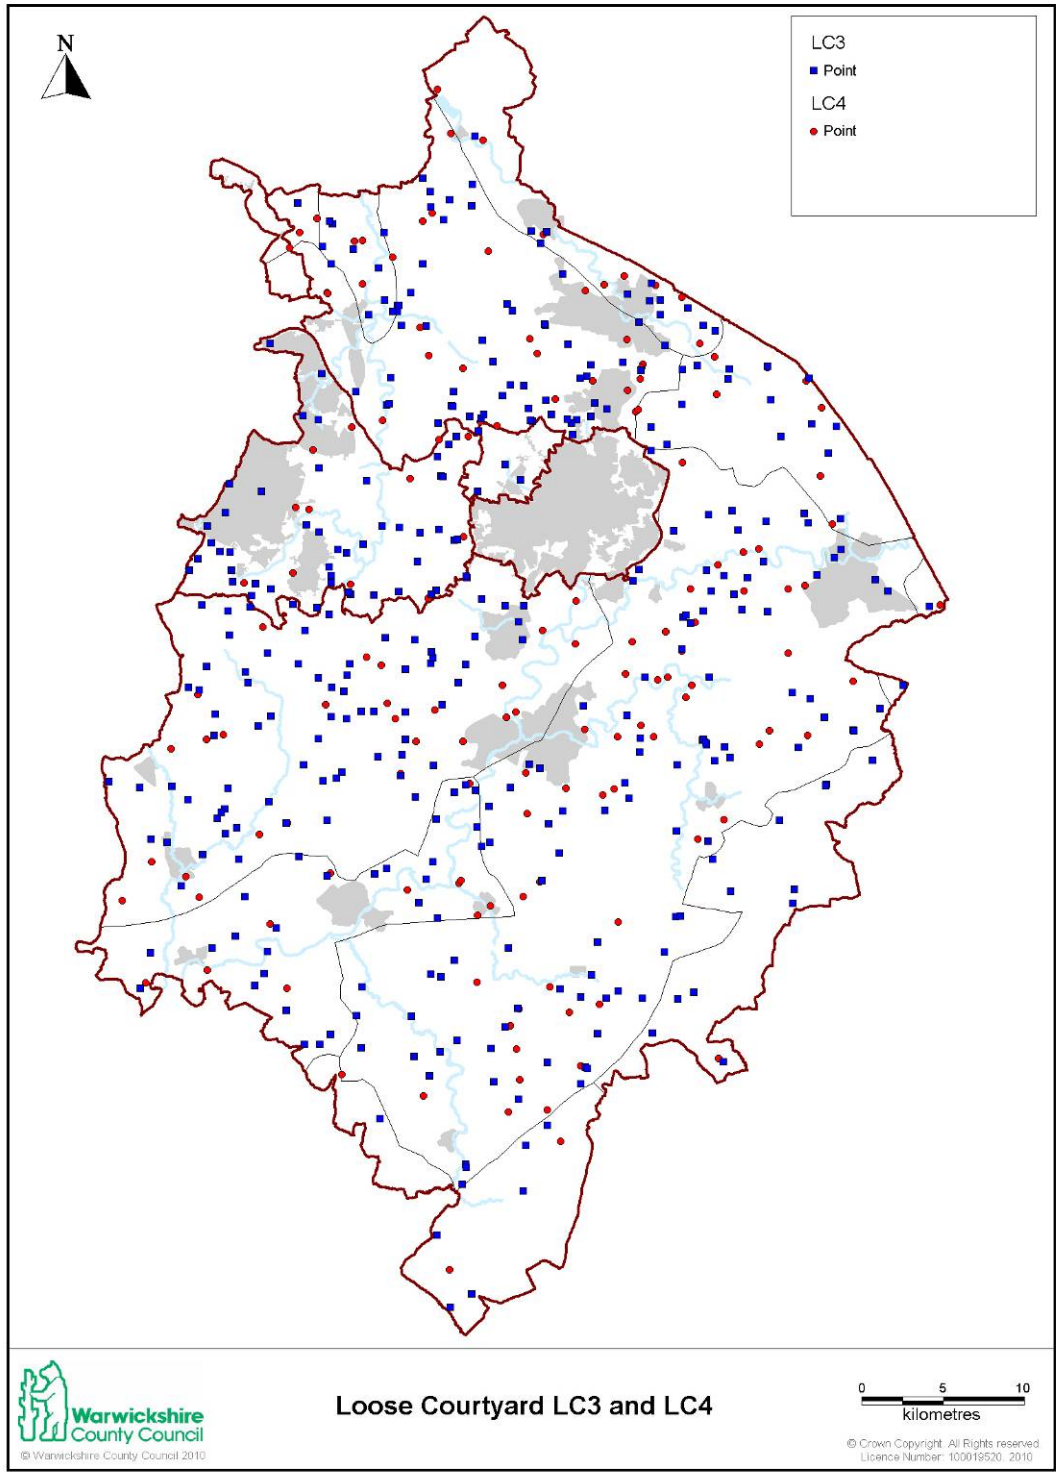 N
LC3
Point
LC4
Point
Warwickshire
County Council
© Warwickshire County Council 2010
Loose Courtyard LC3 and LC4
0 5 10
kilometres
© Crown Copyright. All Rights reserved
Licence Number: 100019520. 2010